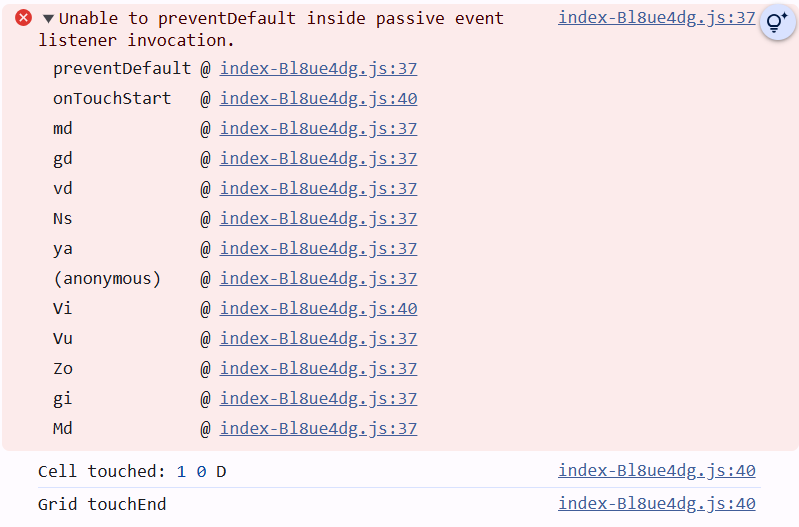 Unable to preventDefault inside passive event index-Bl8ue4dg.js:37
listener invocation.
preventDefault @ index-Bl8ue4dg.js:37
onTouchStart @ index-Bl8ue4dg.js:40
md @ index-Bl8ue4dg.js:37
gd @ index-Bl8ue4dg.js:37
vd @ index-Bl8ue4dg.js:37
Ns @ index-Bl8ue4dg.js:37
ya @ index-Bl8ue4dg.js:37
(anonymous) @ index-Bl8ue4dg.js:37
Vi @ index-Bl8ue4dg.js:40
Vu @ index-Bl8ue4dg.js:37
Zo @ index-Bl8ue4dg.js:37
gi @ index-Bl8ue4dg.js:37
Md @ index-Bl8ue4dg.js:37
Cell touched: 1 0 D index-Bl8ue4dg.js:40
Grid touchEnd index-Bl8ue4dg.js:40